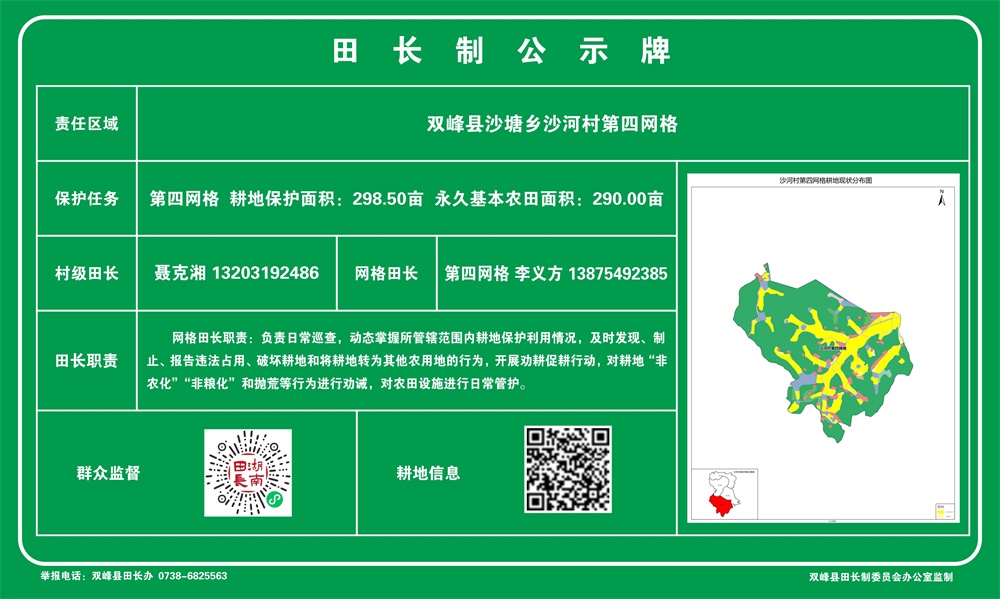 田长制公示牌
责任区域
双峰县沙塘乡沙河村第四网格
保护任务
第四网格 耕地保护面积：298.50亩 永久基本农田面积：290.00亩
村级田长
聂克湘 13203192486
网格田长
第四网格 李义方 13875492385
田长职责
网格田长职责：负责日常巡查，动态掌握所管辖范围内耕地保护利用情况，及时发现、制
止、报告违法占用、破坏耕地和将耕地转为其他农用地的行为，开展劝耕促耕行动，对耕地“非
农化”“非粮化”和抛荒等行为进行劝诫，对农田设施进行日常管护。
群众监督
湖南
田長
耕地信息
沙河村第四网格耕地现状分布图
N
举报电话：双峰县田长办 0738-6825563
双峰县田长制委员会办公室监制